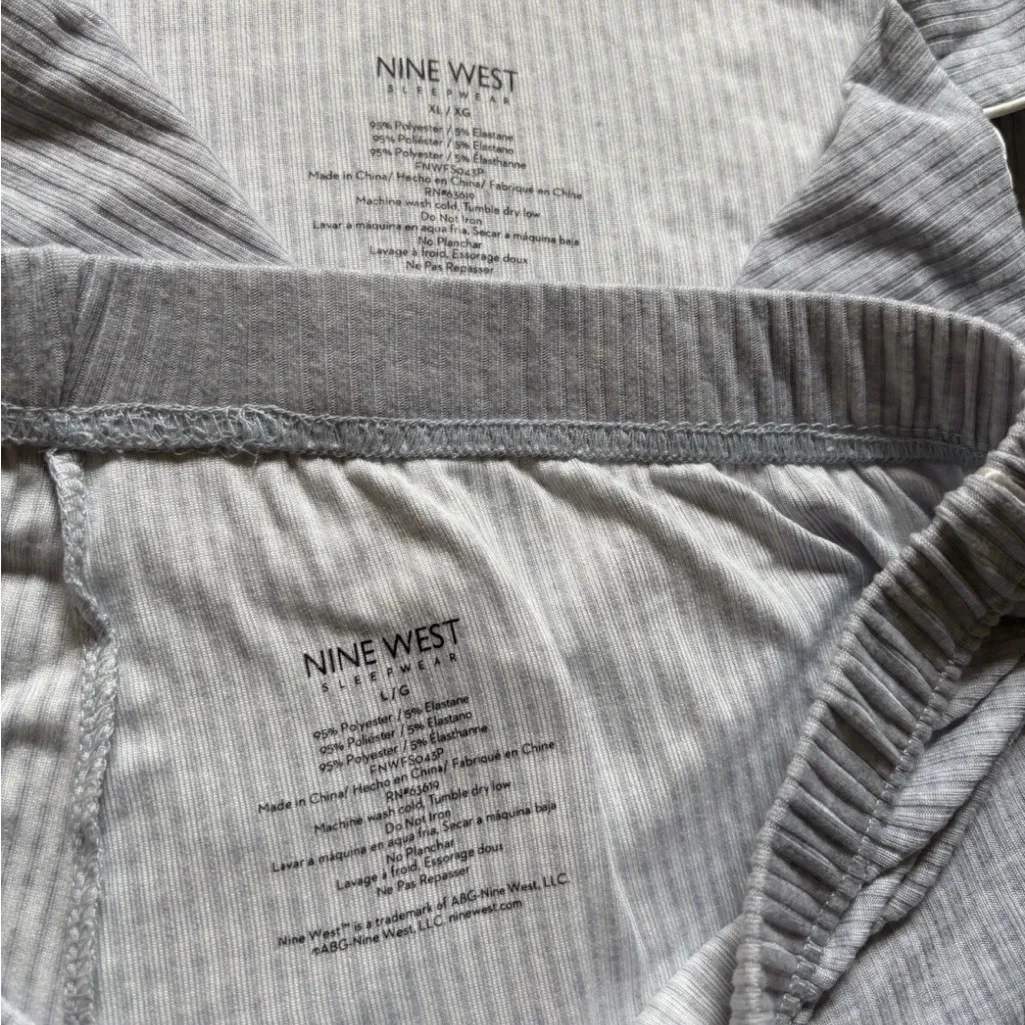 NINE WEST
SLEEPWEAR
XL / XG
95% Polyester / 5% Elastane
95% Poliéster / 5% Elastano
95% Polyester / 5% Élasthanne
FNWFS043P
Made in China/ Hecho en China/ Fabriqué en Chine
RN#63619
Machine wash cold, Tumble dry low
Do Not Iron
Lavar a máquina en aqua fria, Secar a máquina baja
No Planchar
Lavage a froid, Essorage doux
Ne Pas Repasser
NINE WEST
SLEEPWEAR
L/G
95% Polyester / 5% Elastane
95% Poliéster / 5% Elastano
95% Polyester / 5% Élasthanne
FNWFS043P
Made in China/ Hecho en China/ Fabriqué en Chine
RN#63619
Machine wash cold, Tumble dry low
Do Not Iron
Lavar a máquina en aqua fria, Secar a máquina baja
No Planchar
Lavage a froid, Essorage doux
Ne Pas Repasser
Nine West™ is a trademark of ABG-Nine West, LLC.
©ABG-Nine West, LLC. ninewest.com